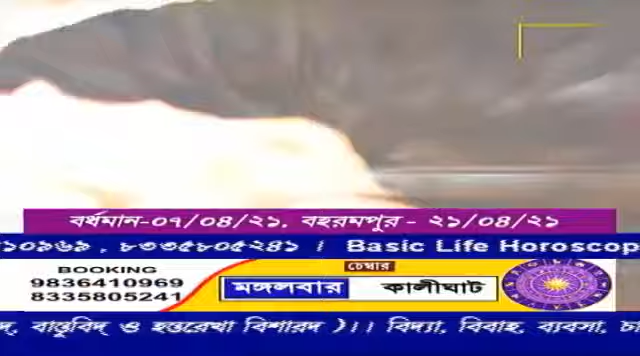 বর্ধমান-০৭/০৪/২১, বহরমপুর - ২১/০৪/২১
১০৯৬৯ , ৮৩৩৫৮০৫২৪১ । Basic Life Horoscop
চেম্বার
BOOKING
9836410969
8335805241
মঙ্গলবার কালীঘাট
বাস্তুবিদ্ ও হস্তরেখা বিশারদ )।। বিদ্যা, বিবাহ, ব্যবসা,